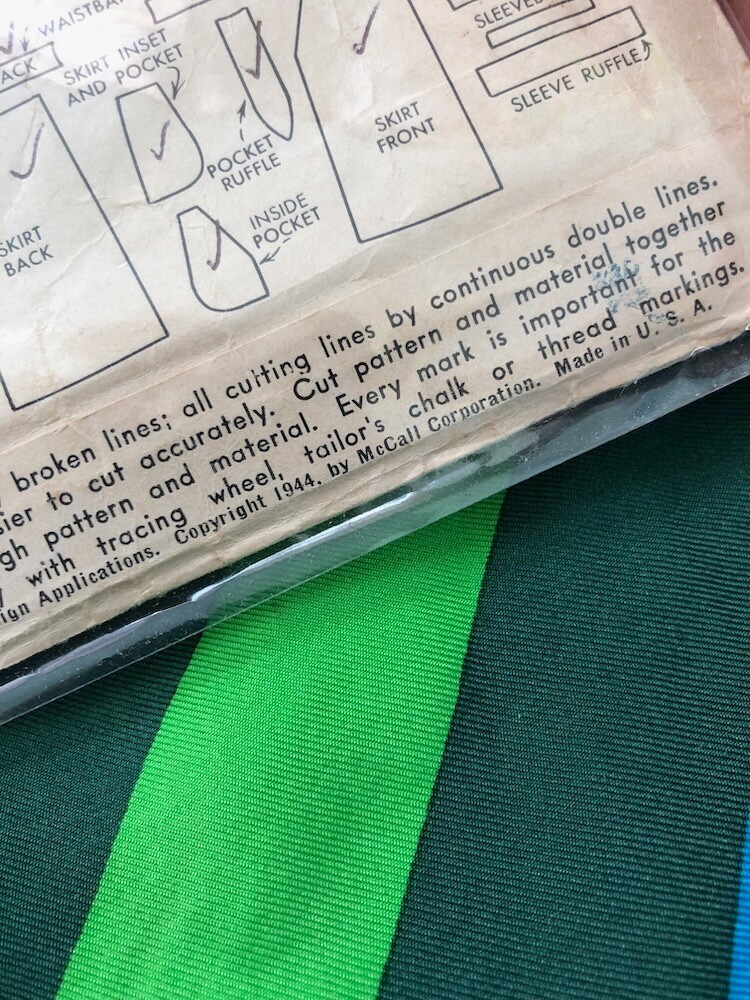 WAISTBA
ACK
SKIRT INSET
AND POCKET
SLEEVEB
SLEEVE RUFFLE
SKIRT
FRONT
POCKET
RUFFLE
INSIDE
POCKET
SKIRT
BACK
broken lines; all cutting lines by continuous double lines.
sier to cut accurately. Cut pattern and material together
gh pattern and material. Every mark is important for the
y with tracing wheel, tailor's chalk or thread markings.
ign Applications. Copyright 1944, by McCall Corporation. Made in U. S. A.